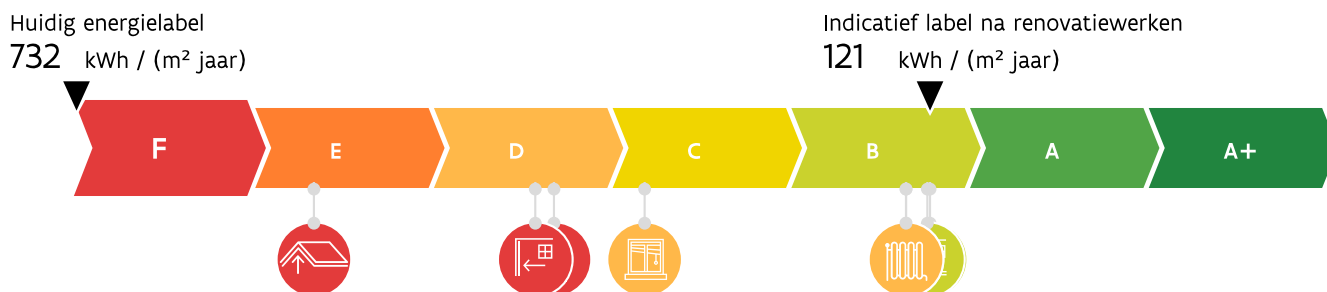 Huidig energielabel
732 kWh / (m² jaar)
Indicatief label na renovatiewerken
121 kWh / (m² jaar)
F E D C B A A+